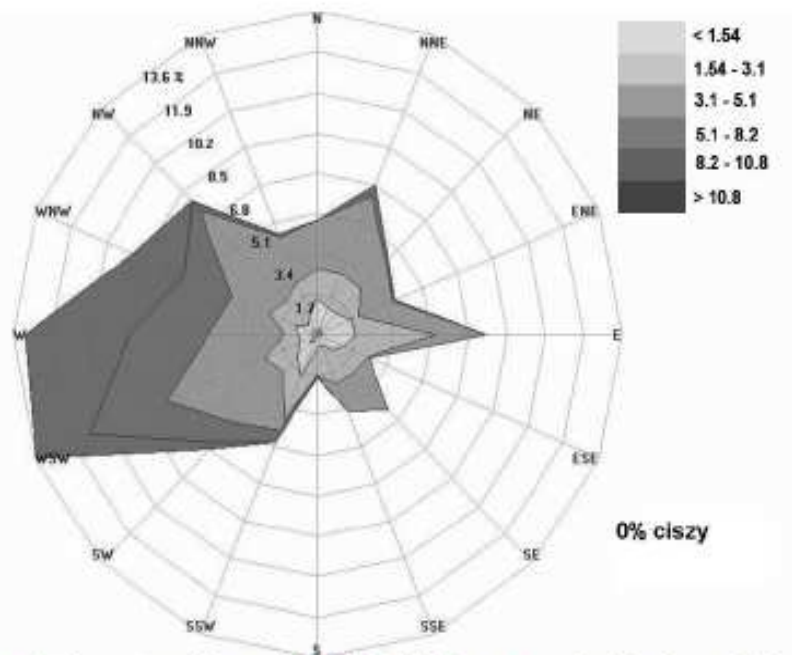 N
NNW
NNE
13.6 %
NW
11.9
NE
10.2
8.5
WNW
6.8
ENE
5.1
3.4
1.7
W
E
WSW
ESE
SW
SE
SSW
SSE
S
< 1.54
1.54 - 3.1
3.1 - 5.1
5.1 - 8.2
8.2 - 10.8
> 10.8
0% ciszy